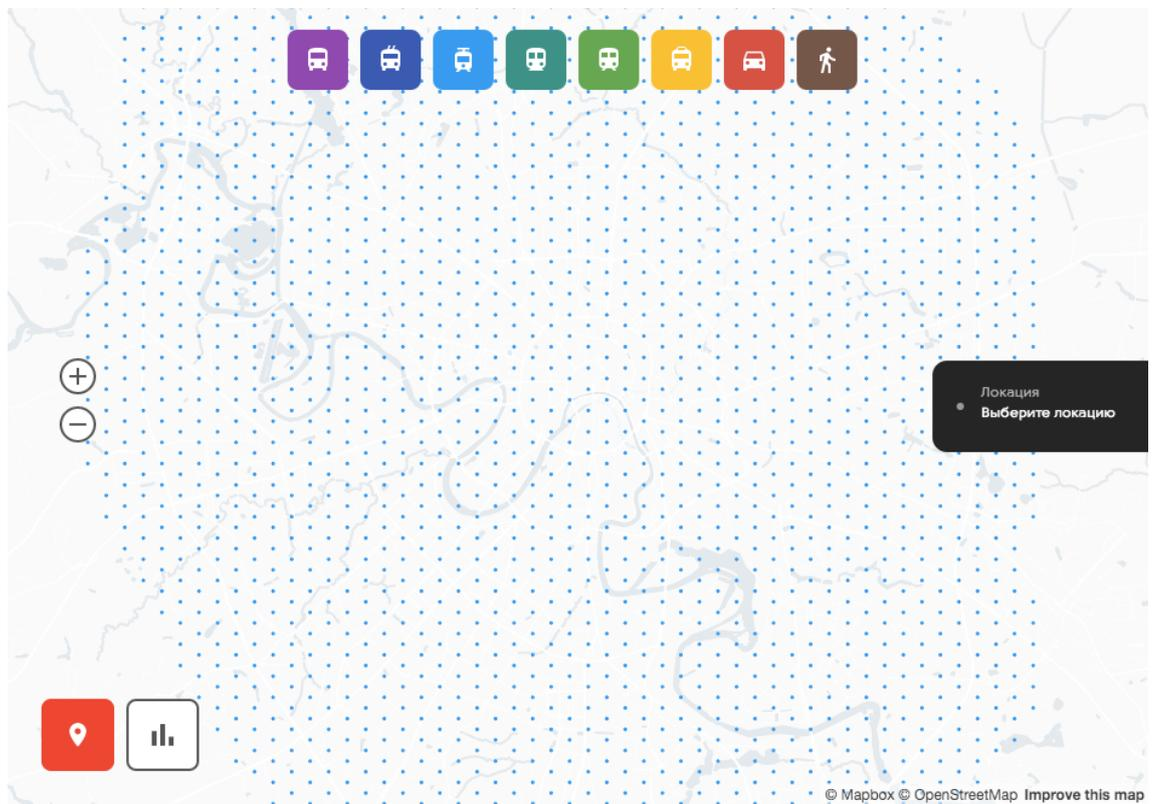 Локация
Выберите локацию
© Mapbox © OpenStreetMap Improve this map